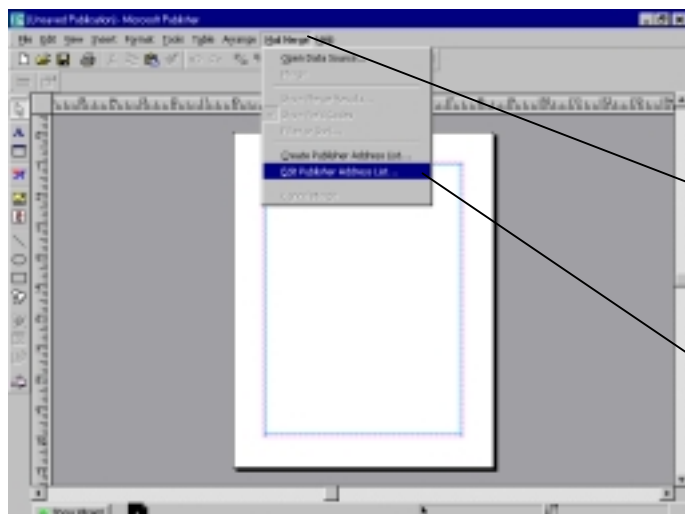 Unsaved Publication - Microsoft Publisher
File Edit View Insert Format Tools Table Arrange Mail Merge Help
Open Data Source...
Merge...
Show Merge Results...
Show Field Codes
Filter or Sort...
Create Publisher Address List...
Edit Publisher Address List...
Cancel Merge...